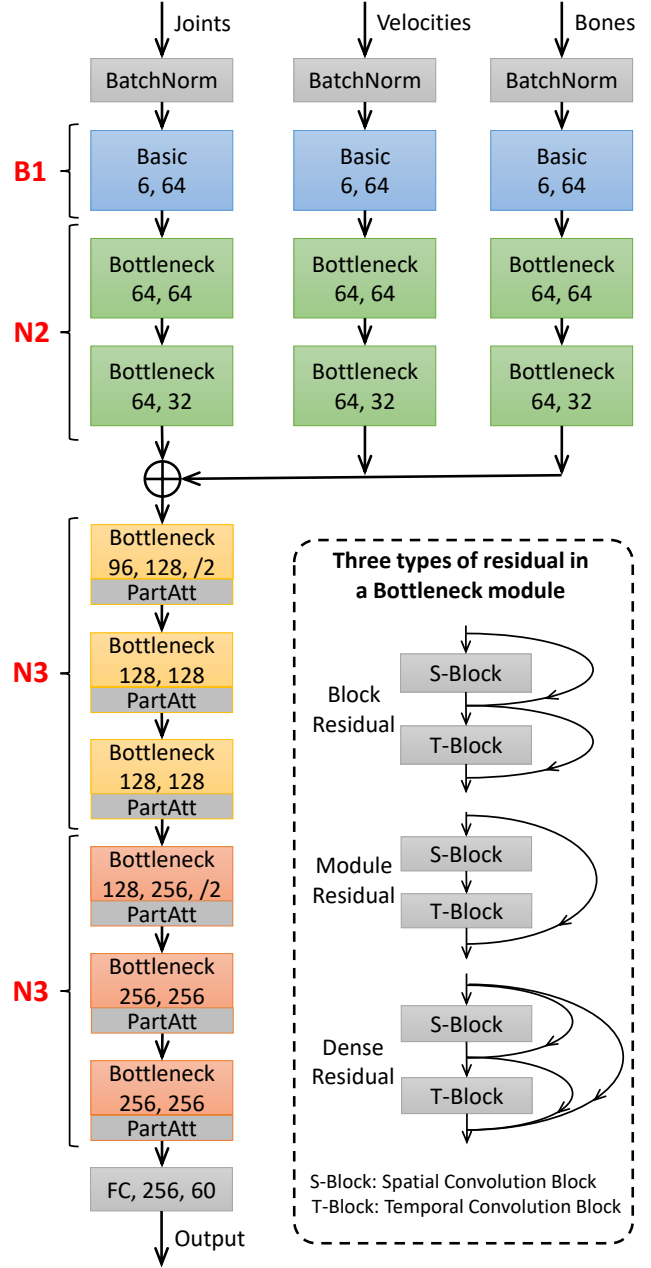 Joints
Velocities
Bones
BatchNorm
BatchNorm
BatchNorm
B1
Basic
6, 64
Basic
6, 64
Basic
6, 64
N2
Bottleneck
64, 64
Bottleneck
64, 64
Bottleneck
64, 64
Bottleneck
64, 32
Bottleneck
64, 32
Bottleneck
64, 32
N3
Bottleneck
96, 128, /2
PartAtt
Bottleneck
128, 128
PartAtt
Bottleneck
128, 128
PartAtt
N3
Bottleneck
128, 256, /2
PartAtt
Bottleneck
256, 256
PartAtt
Bottleneck
256, 256
PartAtt
FC, 256, 60
Output
Three types of residual in
a Bottleneck module
Block
Residual
S-Block
T-Block
Module
Residual
S-Block
T-Block
Dense
Residual
S-Block
T-Block
S-Block: Spatial Convolution Block
T-Block: Temporal Convolution Block